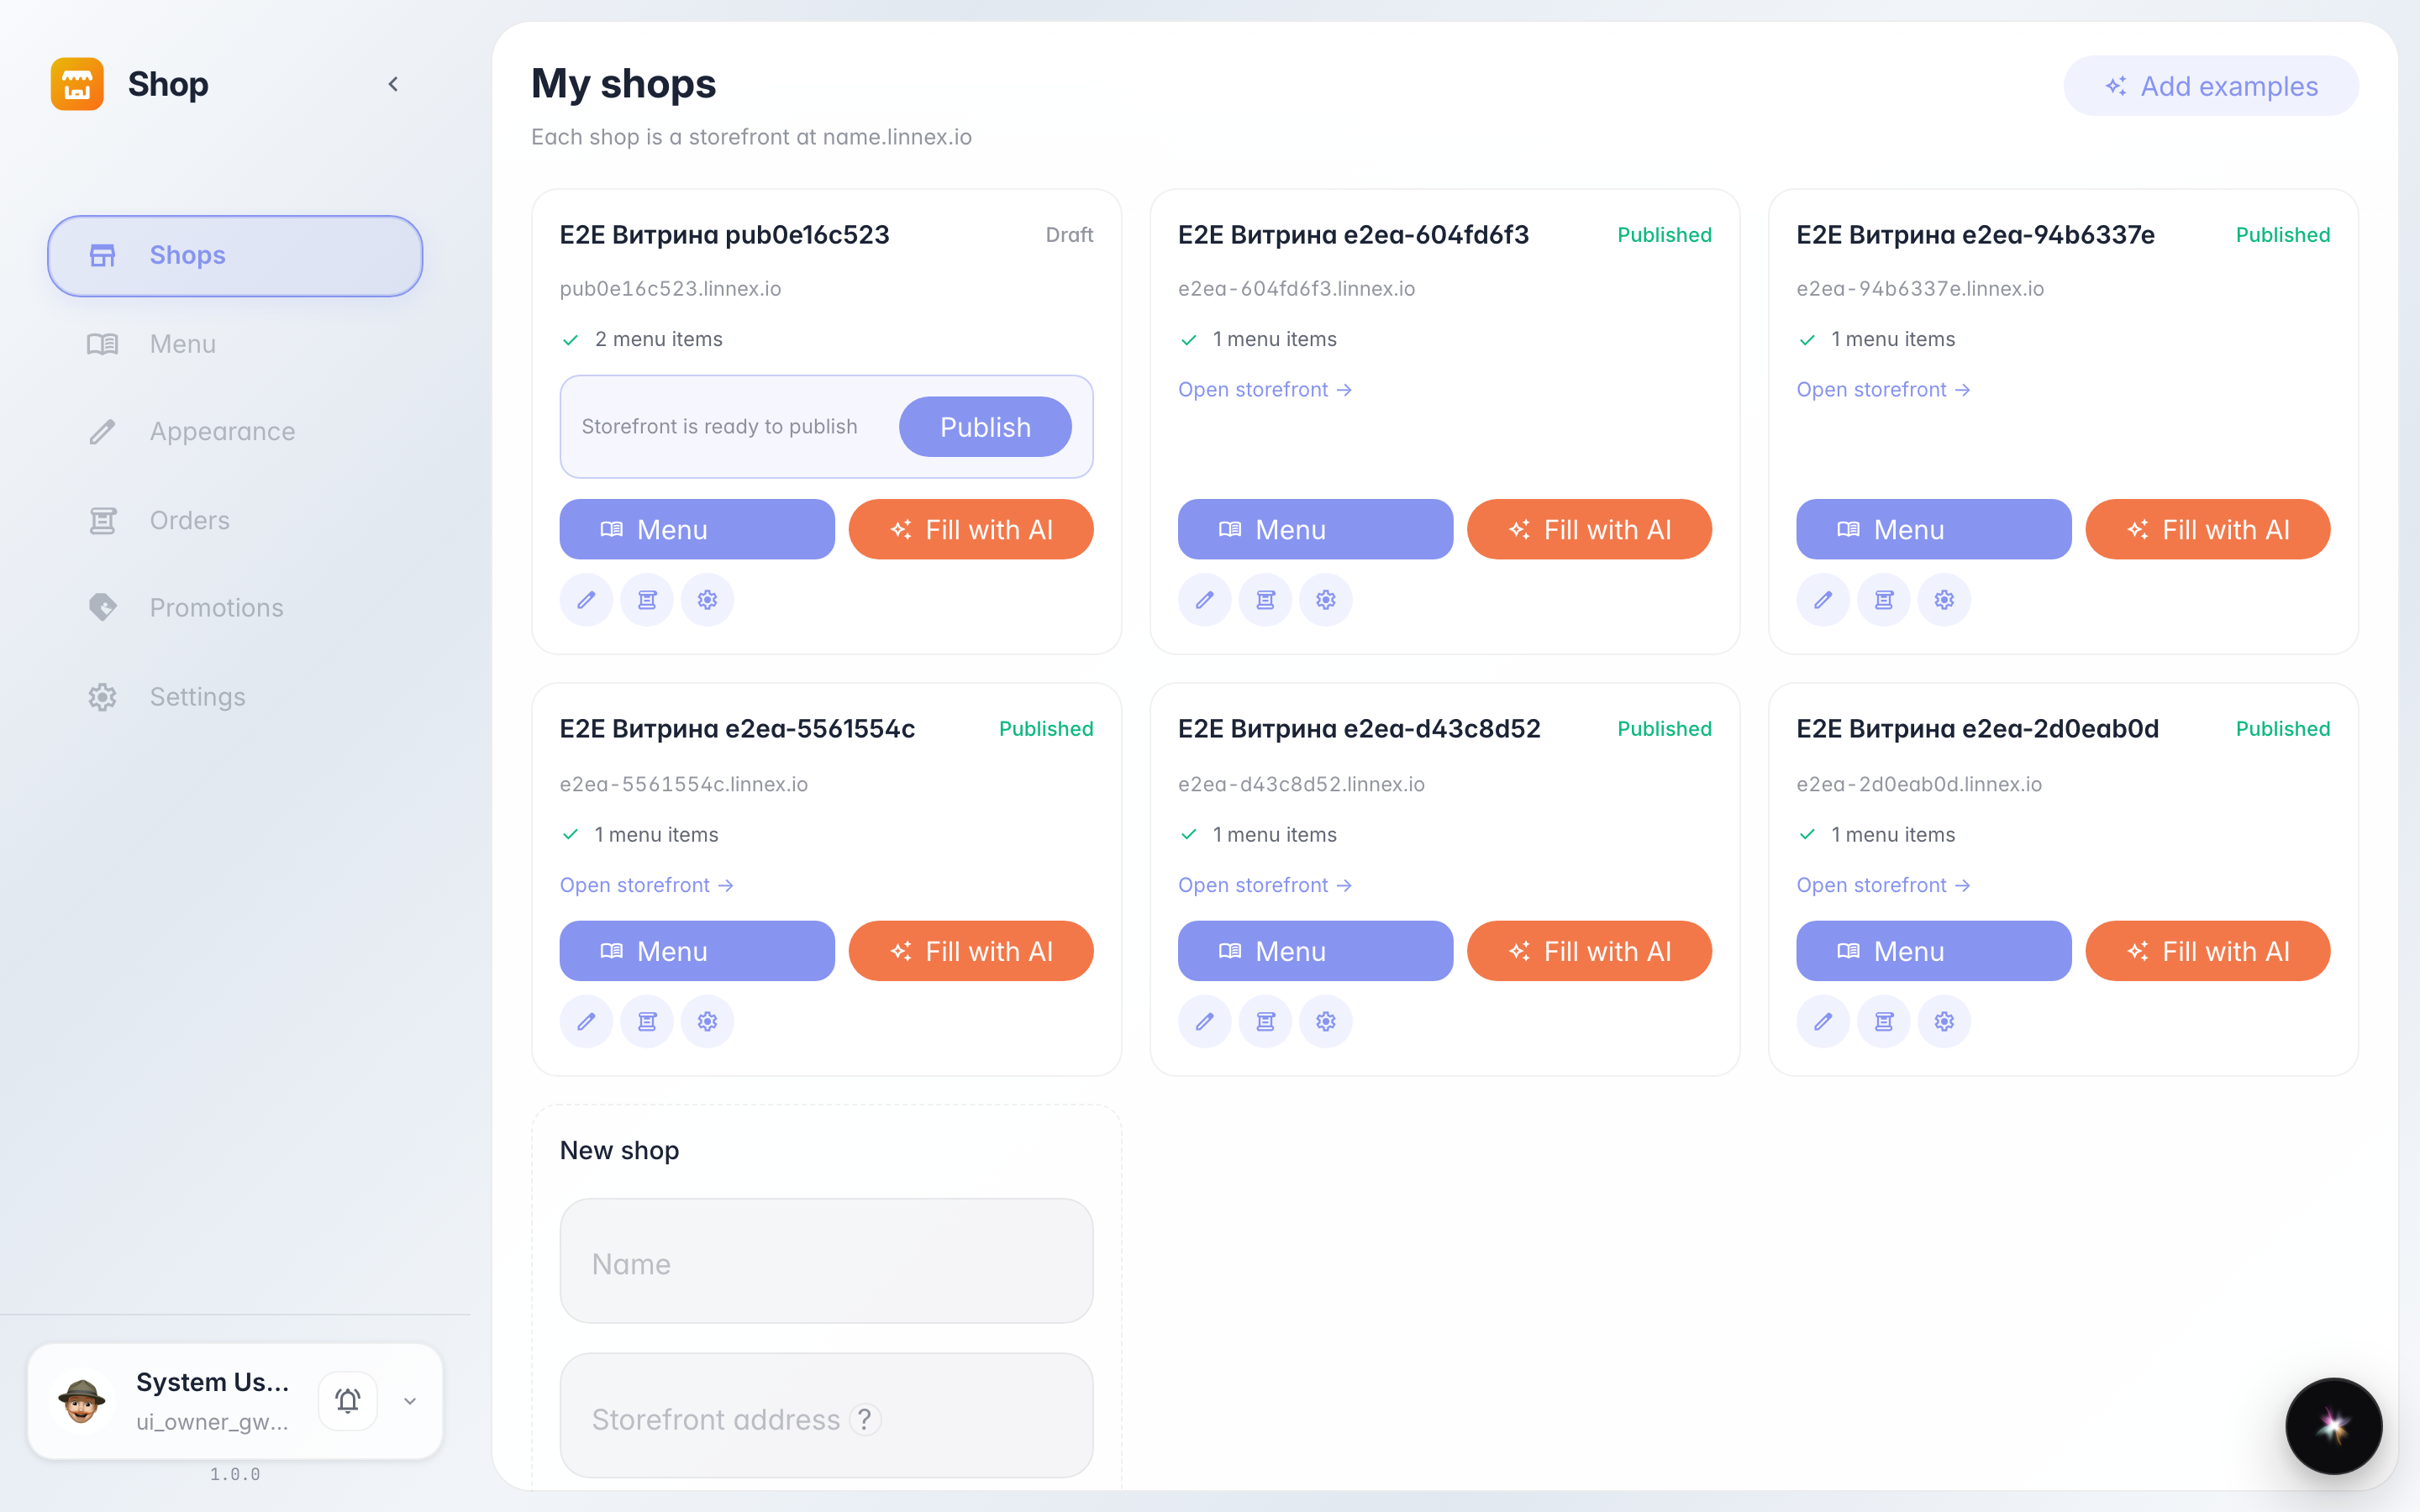 Shop
Shops
Menu
Appearance
Orders
Promotions
Settings
System Us...
ui_owner_gw...
1.0.0
My shops
Add examples
Each shop is a storefront at name.linnex.io
E2E Витрина pub0e16c523 Draft
pub0e16c523.linnex.io
2 menu items
Storefront is ready to publish Publish
Menu Fill with AI
E2E Витрина e2ea-604fd6f3 Published
e2ea-604fd6f3.linnex.io
1 menu items
Open storefront →
Menu Fill with AI
E2E Витрина e2ea-94b6337e Published
e2ea-94b6337e.linnex.io
1 menu items
Open storefront →
Menu Fill with AI
E2E Витрина e2ea-5561554c Published
e2ea-5561554c.linnex.io
1 menu items
Open storefront →
Menu Fill with AI
E2E Витрина e2ea-d43c8d52 Published
e2ea-d43c8d52.linnex.io
1 menu items
Open storefront →
Menu Fill with AI
E2E Витрина e2ea-2d0eab0d Published
e2ea-2d0eab0d.linnex.io
1 menu items
Open storefront →
Menu Fill with AI
New shop
Name
Storefront address ?